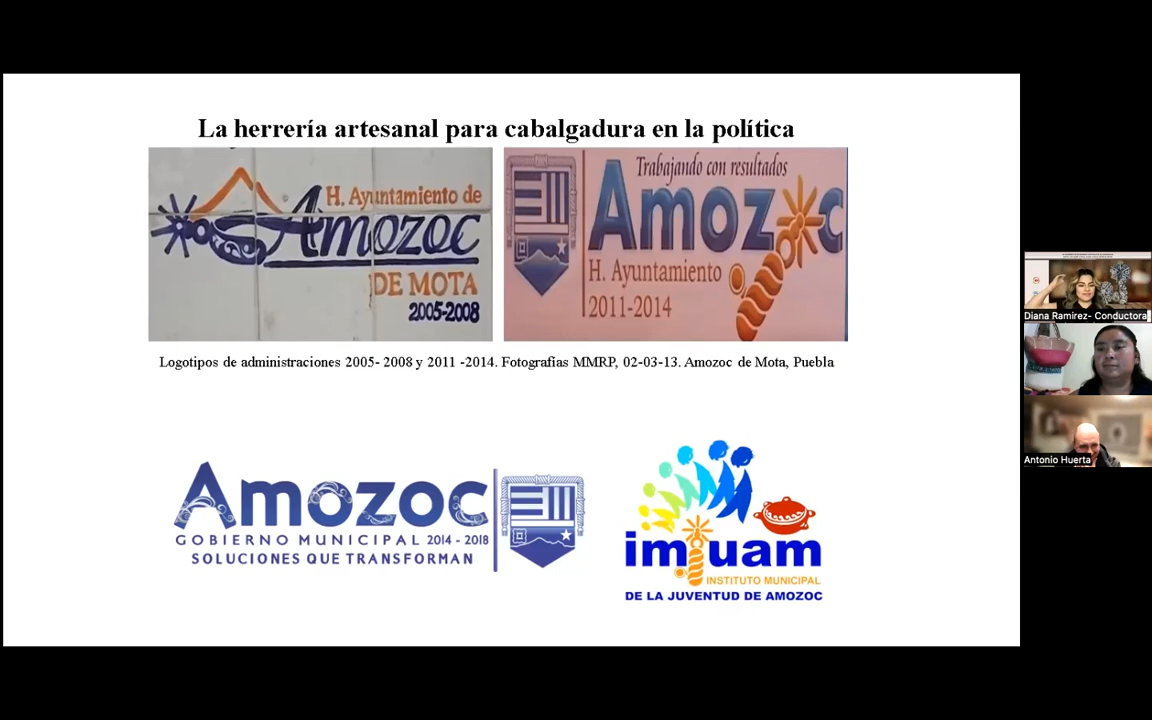 La herrería artesanal para cabalgadura en la política
H. Ayuntamiento de
Amozoc
DE MOTA
2005-2008
Trabajando con resultados
Amozoc
H. Ayuntamiento
2011-2014
Logotipos de administraciones 2005- 2008 y 2011 -2014. Fotografías MMRP, 02-03-13. Amozoc de Mota, Puebla
Amozoc
GOBIERNO MUNICIPAL 2014 - 2018
SOLUCIONES QUE TRANSFORMAN
imjuam
INSTITUTO MUNICIPAL
DE LA JUVENTUD DE AMOZOC
Diana Ramírez- Conductora
Antonio Huerta